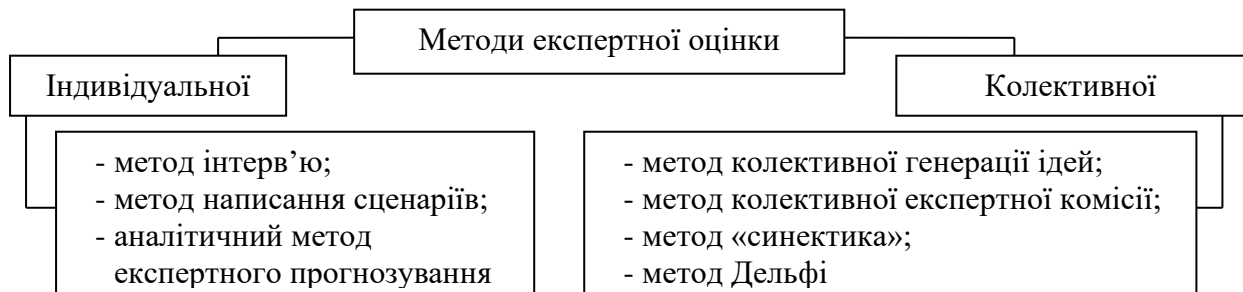 Методи експертної оцінки
Індивідуальної
Колективної
- метод інтерв’ю;
- метод написання сценаріїв;
- аналітичний метод
експертного прогнозування
- метод колективної генерації ідей;
- метод колективної експертної комісії;
- метод «синектика»;
- метод Дельфі